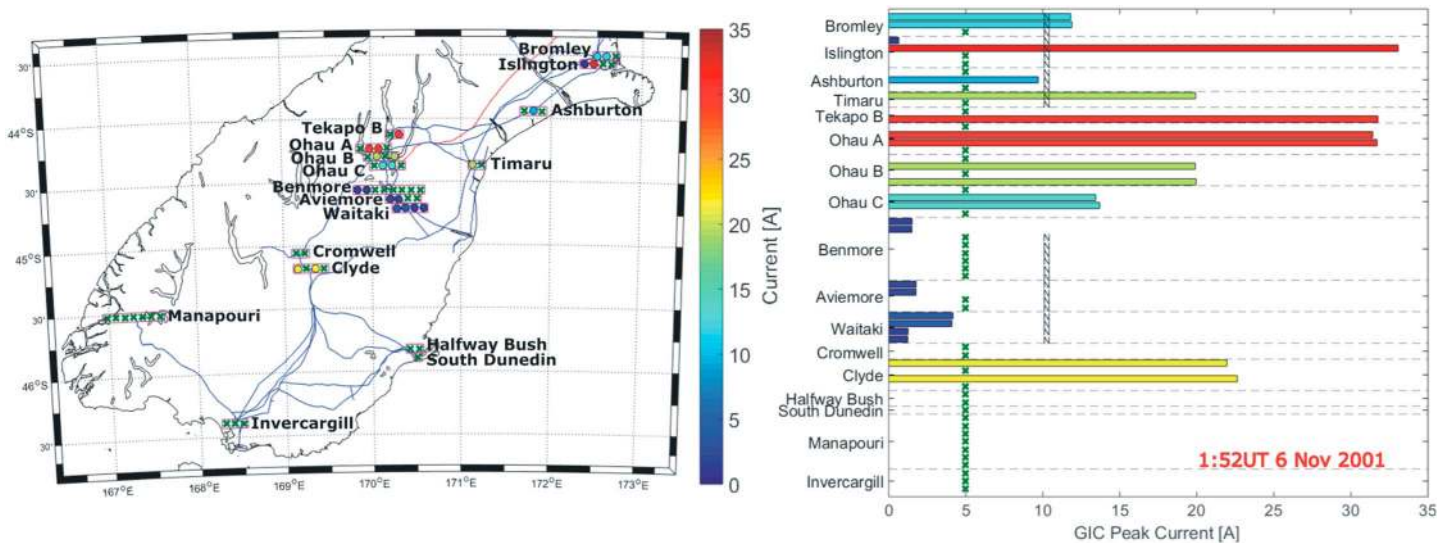 30'
44°S
30'
45°S
30'
46°S
30'
167°E
168°E
169°E
170°E
171°E
172°E
173°E
Bromley
Islington
Ashburton
Tekapo B
Ohau A
Ohau B
Ohau C
Timaru
Benmore
Aviemore
Waitaki
Cromwell
Clyde
Manapouri
Halfway Bush
South Dunedin
Invercargill
35
30
25
20
15
10
5
0
Current [A]
Bromley
Islington
Ashburton
Timaru
Tekapo B
Ohau A
Ohau B
Ohau C
Benmore
Aviemore
Waitaki
Cromwell
Clyde
Halfway Bush
South Dunedin
Manapouri
Invercargill
1:52UT 6 Nov 2001
0
5
10
15
20
25
30
35
GIC Peak Current [A]